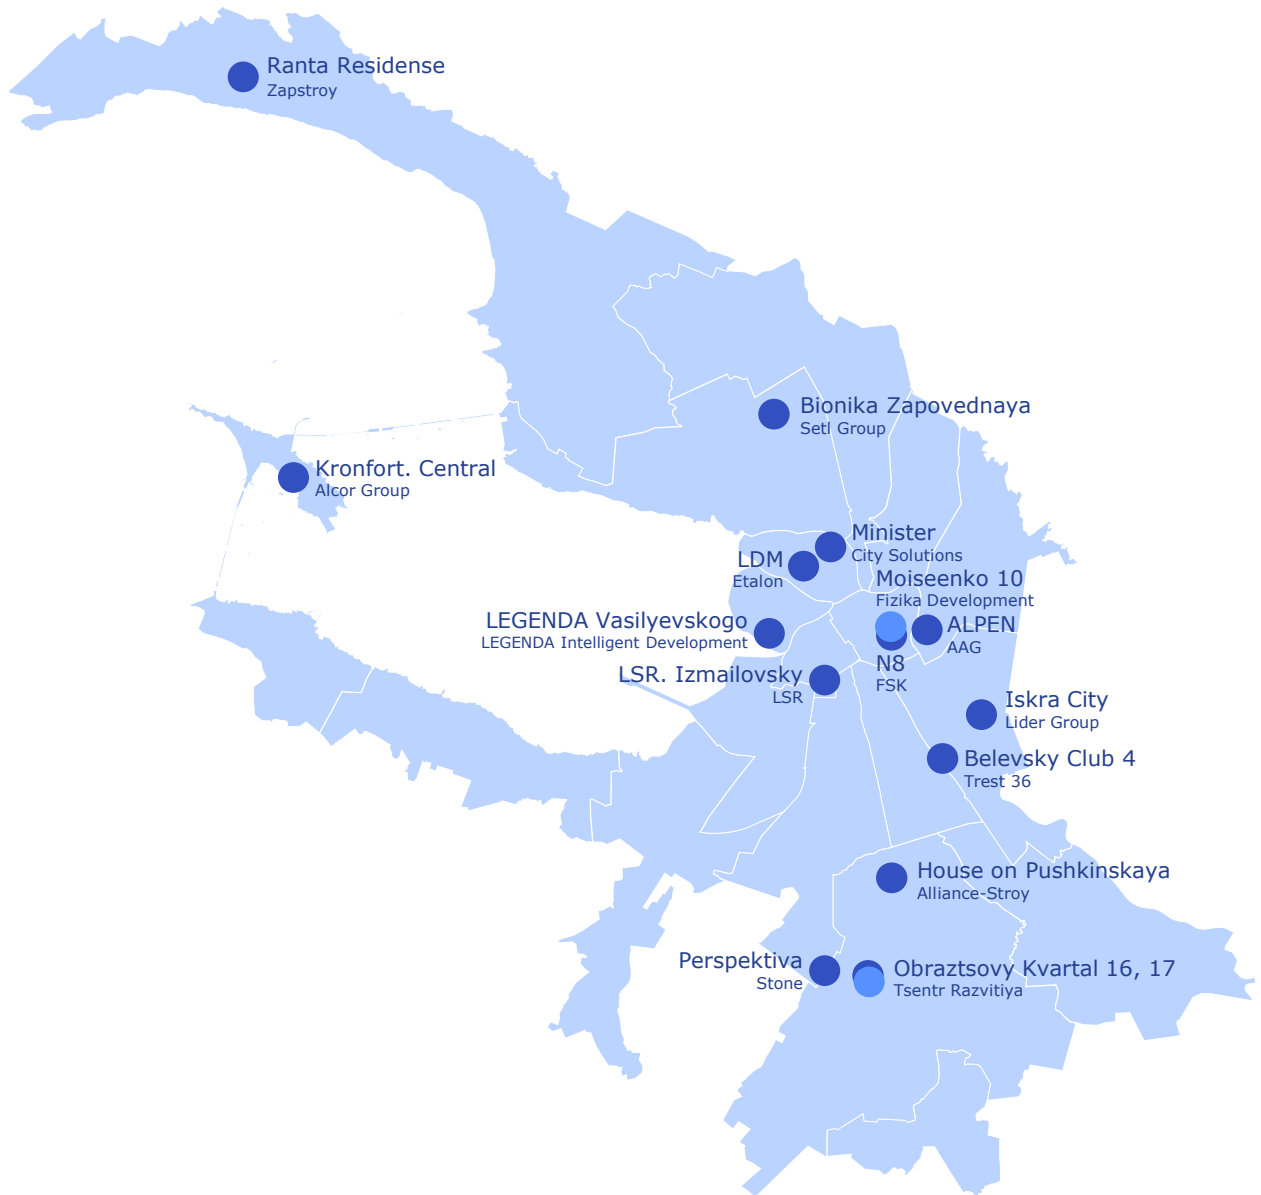 Ranta Residense
Zapstroy
Bionika Zapovednaya
Setl Group
Kronfort. Central
Alcor Group
Minister
City Solutions
LDM
Etalon
Moiseenko 10
Fizika Development
LEGENDA Vasilyevskogo
LEGENDA Intelligent Development
ALPEN
AAG
N8
FSK
LSR. Izmailovsky
LSR
Iskra City
Lider Group
Belevsky Club 4
Trest 36
House on Pushkinskaya
Alliance-Stroy
Perspektiva
Stone
Obraztsovy Kvartal 16, 17
Tsentr Razvitiya